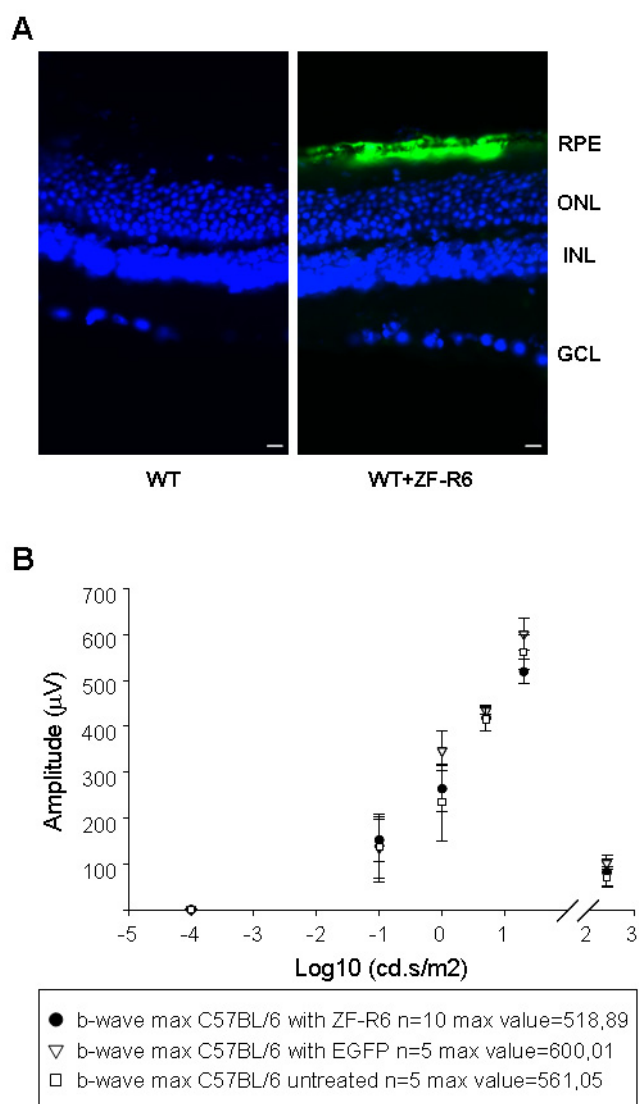 A
RPE
ONL
INL
GCL
WT
WT+ZF-R6
B
700
600
500
400
300
200
100
Amplitude (µV)
-5 -4 -3 -2 -1 0 1 2 3
Log10 (cd.s/m2)
b-wave max C57BL/6 with ZF-R6 n=10 max value=518,89
b-wave max C57BL/6 with EGFP n=5 max value=600,01
b-wave max C57BL/6 untreated n=5 max value=561,05